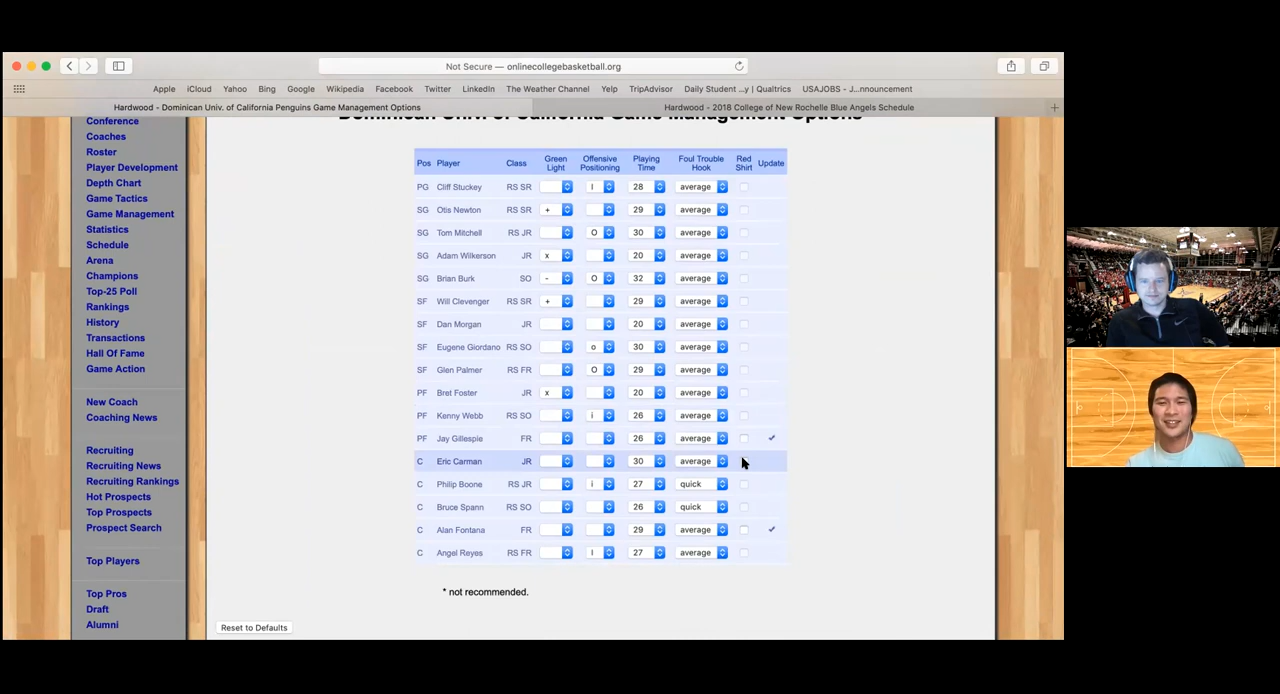 Not Secure — onlinecollegebasketball.org
Apple iCloud Yahoo Bing Google Wikipedia Facebook Twitter LinkedIn The Weather Channel Yelp TripAdvisor Daily Student ...y | Qualtrics USAJOBS - J...nnouncement
Hardwood - Dominican Univ. of California Penguins Game Management Options
Hardwood - 2018 College of New Rochelle Blue Angels Schedule
Dominican Univ. of California Game Management Options
Conference
Coaches
Roster
Player Development
Depth Chart
Game Tactics
Game Management
Statistics
Schedule
Arena
Champions
Top-25 Poll
Rankings
History
Transactions
Hall Of Fame
Game Action
New Coach
Coaching News
Recruiting
Recruiting News
Recruiting Rankings
Hot Prospects
Top Prospects
Prospect Search
Top Players
Top Pros
Draft
Alumni
Pos Player Class Green Light Offensive Positioning Playing Time Foul Trouble Hook Red Shirt Update
PG Cliff Stuckey RS SR I 28 average
SG Otis Newton RS SR + 29 average
SG Tom Mitchell RS JR O 30 average
SG Adam Wilkerson JR x 20 average
SG Brian Burk SO - O 32 average
SF Will Clevenger RS SR + 29 average
SF Dan Morgan JR 20 average
SF Eugene Giordano RS SO o 30 average
SF Glen Palmer RS FR O 29 average
PF Bret Foster JR x 20 average
PF Kenny Webb RS SO i 26 average
PF Jay Gillespie FR 26 average ✓
C Eric Carman JR 30 average
C Philip Boone RS JR i 27 quick
C Bruce Spann RS SO 26 quick
C Alan Fontana FR 29 average ✓
C Angel Reyes RS FR I 27 average
* not recommended.
Reset to Defaults